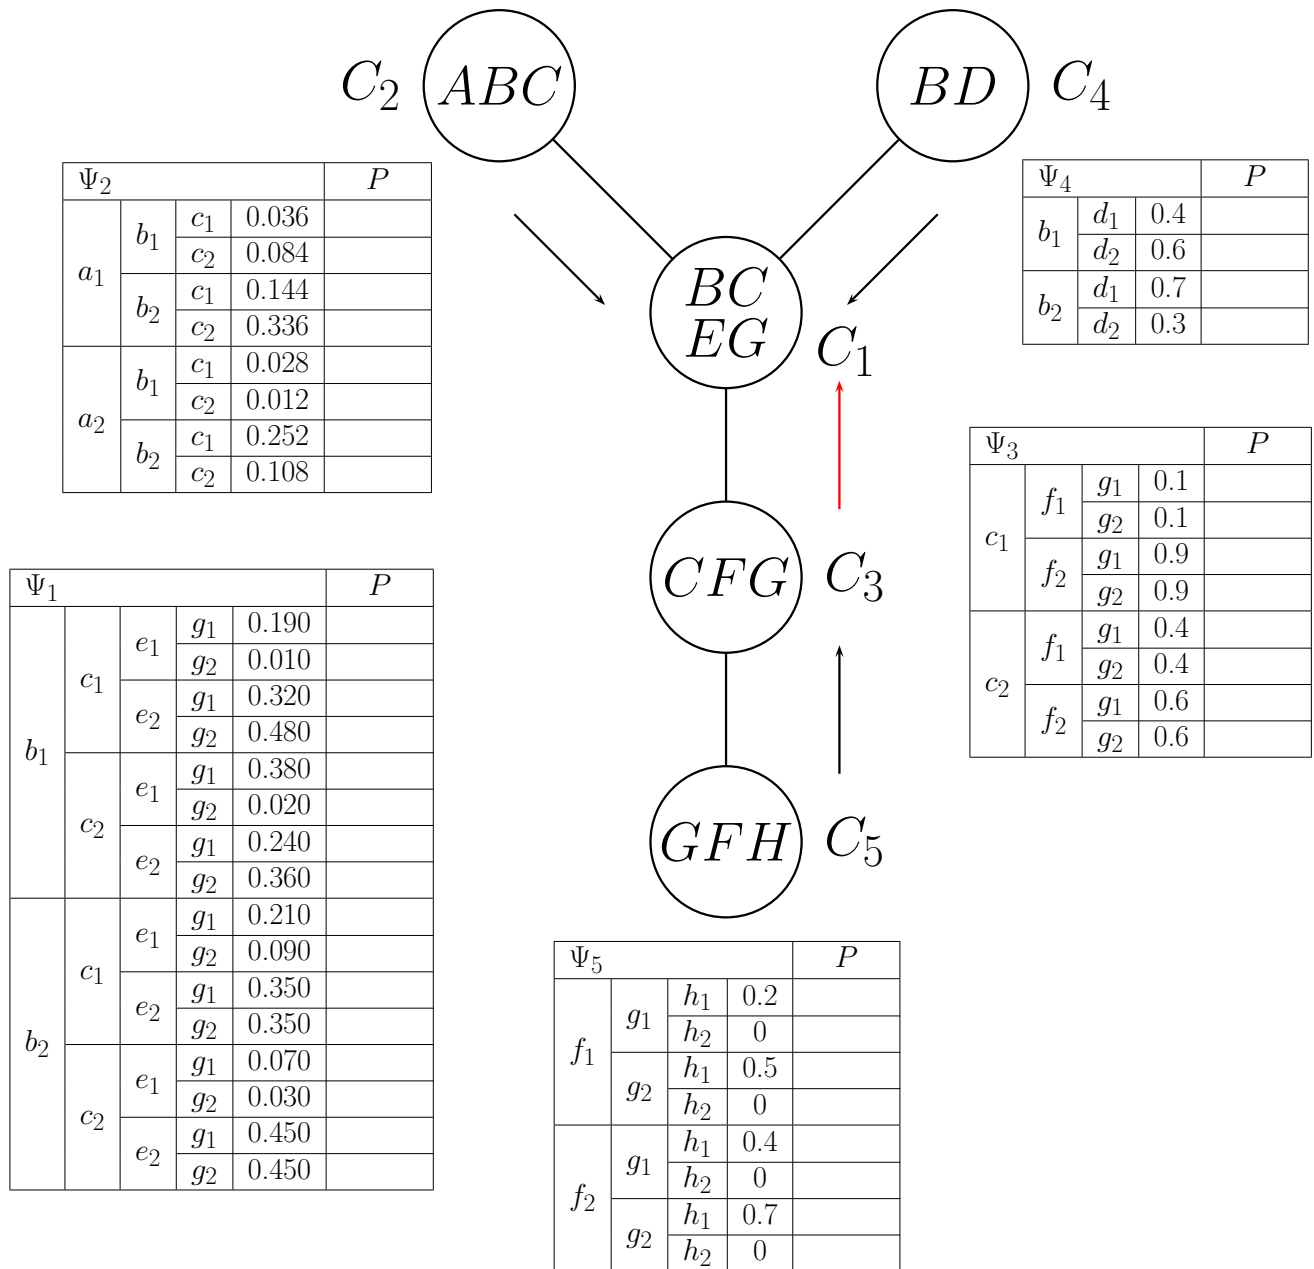 C2 ABC
BD C4
Ψ2 P
a1 b1 c1 0.036
c2 0.084
b2 c1 0.144
c2 0.336
a2 b1 c1 0.028
c2 0.012
b2 c1 0.252
c2 0.108
Ψ4 P
b1 d1 0.4
d2 0.6
b2 d1 0.7
d2 0.3
BC
EG
C1
Ψ3 P
c1 f1 g1 0.1
g2 0.1
f2 g1 0.9
g2 0.9
c2 f1 g1 0.4
g2 0.4
f2 g1 0.6
g2 0.6
CFG C3
Ψ1 P
b1 c1 e1 g1 0.190
g2 0.010
e2 g1 0.320
g2 0.480
c2 e1 g1 0.380
g2 0.020
e2 g1 0.240
g2 0.360
b2 c1 e1 g1 0.210
g2 0.090
e2 g1 0.350
g2 0.350
c2 e1 g1 0.070
g2 0.030
e2 g1 0.450
g2 0.450
GFH C5
Ψ5 P
f1 g1 h1 0.2
h2 0
g2 h1 0.5
h2 0
f2 g1 h1 0.4
h2 0
g2 h1 0.7
h2 0